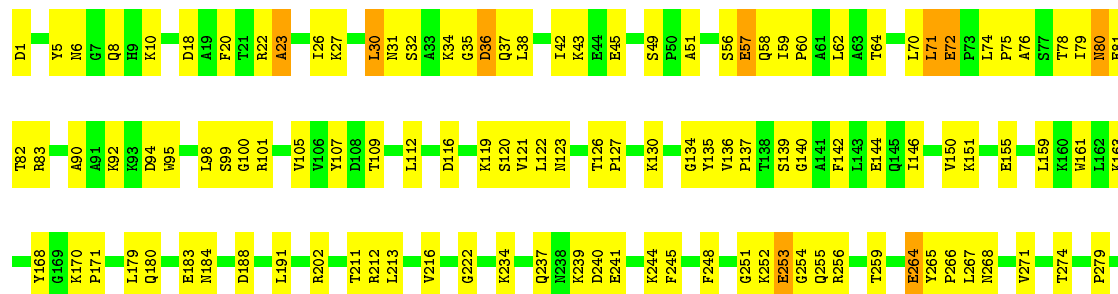 D1 Y5 N6 G7 Q8 H9 K10 D18 A19 F20 T21 R22 A23 I26 K27 L30 N31 S32 A33 K34 G35 D36 Q37 L38 I42 K43 E44 E45 S49 P50 A51 S56 E57 Q58 I59 P60 A61 L62 A63 T64 L70 L71 E72 P73 L74 P75 A76 S77 T78 I79 N80
T82 R83 A90 A91 K92 K93 D94 W95 L98 S99 G100 R101 V105 V106 Y107 D108 T109 L112 D116 K119 S120 V121 L122 N123 T126 P127 K130 G134 Y135 V136 P137 T138 S139 G140 A141 F142 L143 E144 Q145 I146 V150 K151 E155 L159 K160 W161 L162
Y168 G169 K170 P171 L179 Q180 E183 N184 D188 L191 R202 T211 R212 L213 V216 G222 K234 Q237 N238 K239 D240 E241 K244 F245 F248 G251 K252 E253 G254 Q255 R256 T259 E264 Y265 P266 L267 N268 V271 T274 P279